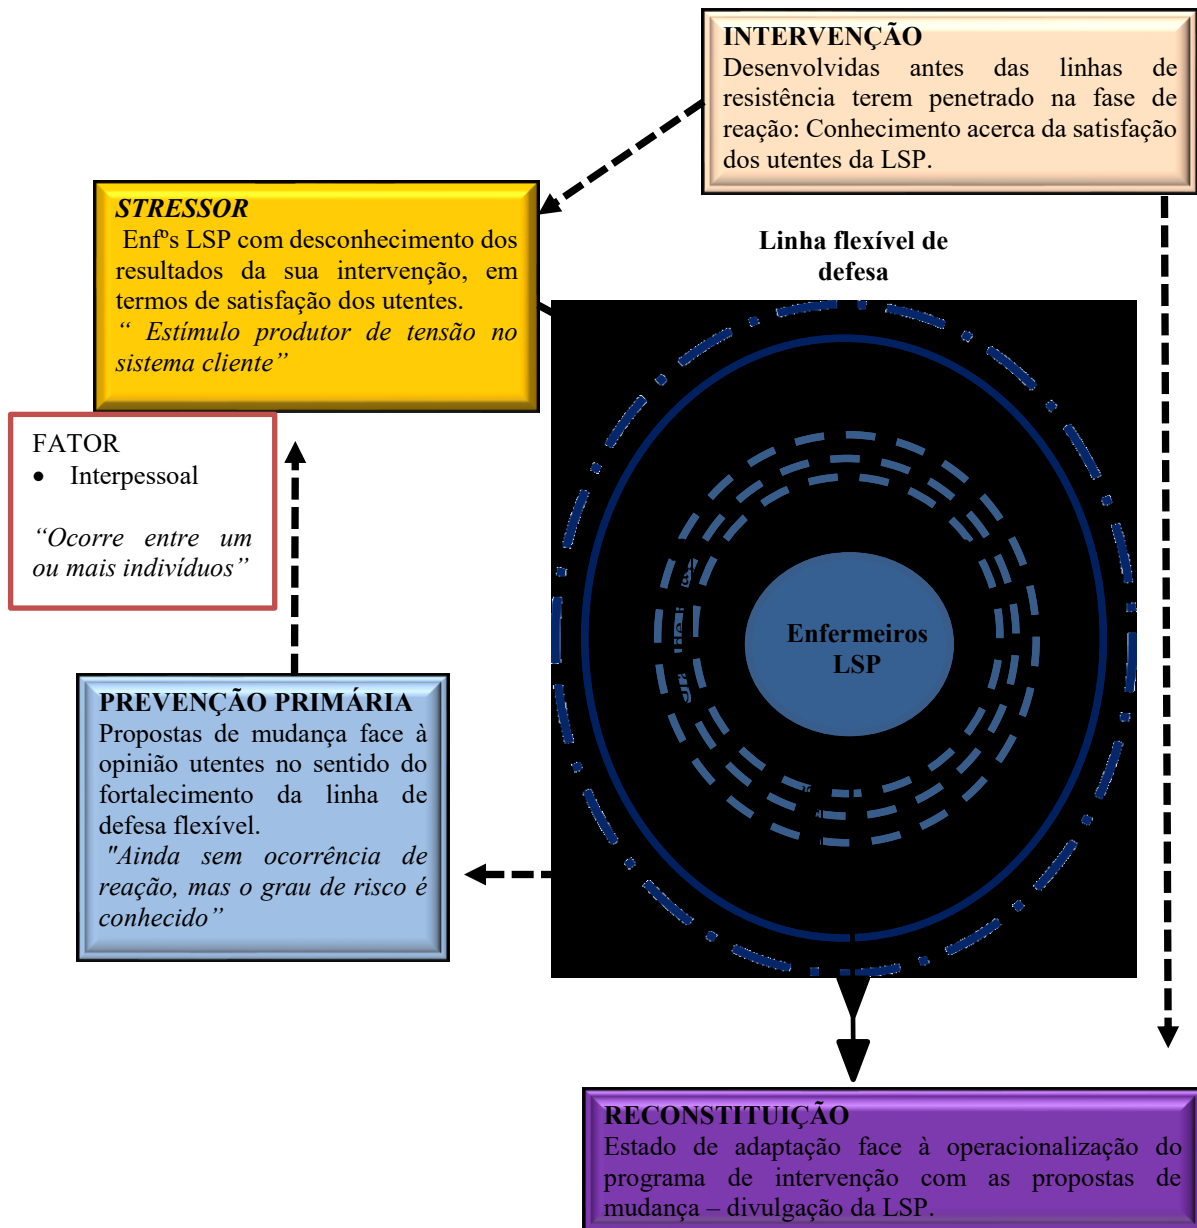 INTERVENÇÃO
Desenvolvidas antes das linhas de
resistência terem penetrado na fase de
reação: Conhecimento acerca da satisfação
dos utentes da LSP.
STRESSOR
Enfºs LSP com desconhecimento dos
resultados da sua intervenção, em
termos de satisfação dos utentes.
“ Estímulo produtor de tensão no
sistema cliente”
Linha flexível de
defesa
FATOR
• Interpessoal
“Ocorre entre um
ou mais indivíduos”
Enfermeiros
LSP
PREVENÇÃO PRIMÁRIA
Propostas de mudança face à
opinião utentes no sentido do
fortalecimento da linha de
defesa flexível.
"Ainda sem ocorrência de
reação, mas o grau de risco é
conhecido”
RECONSTITUIÇÃO
Estado de adaptação face à operacionalização do
programa de intervenção com as propostas de
mudança – divulgação da LSP.